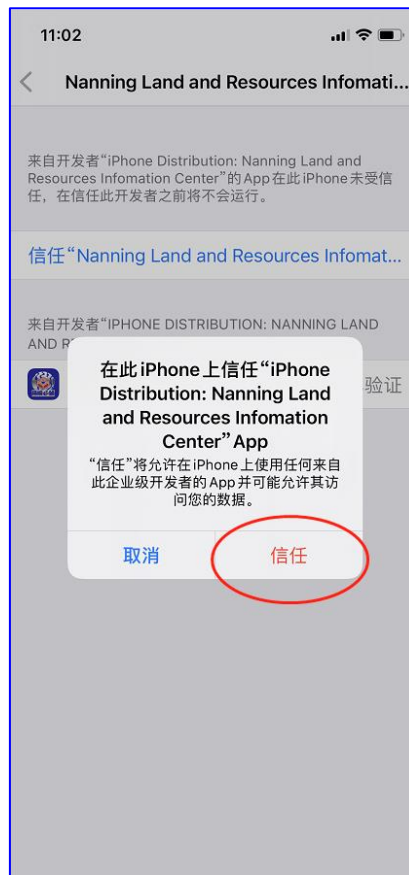 11:02
Nanning Land and Resources Infomati...
来自开发者“iPhone Distribution: Nanning Land and
Resources Infomation Center”的App在此iPhone未受信
任，在信任此开发者之前将不会运行。
信任“Nanning Land and Resources Infomat...
来自开发者“IPHONE DISTRIBUTION: NANNING LAND
AND R
验证
在此iPhone上信任“iPhone
Distribution: Nanning Land
and Resources Infomation
Center”App
“信任”将允许在iPhone上使用任何来自
此企业级开发者的App并可能允许其访
问您的数据。
取消
信任